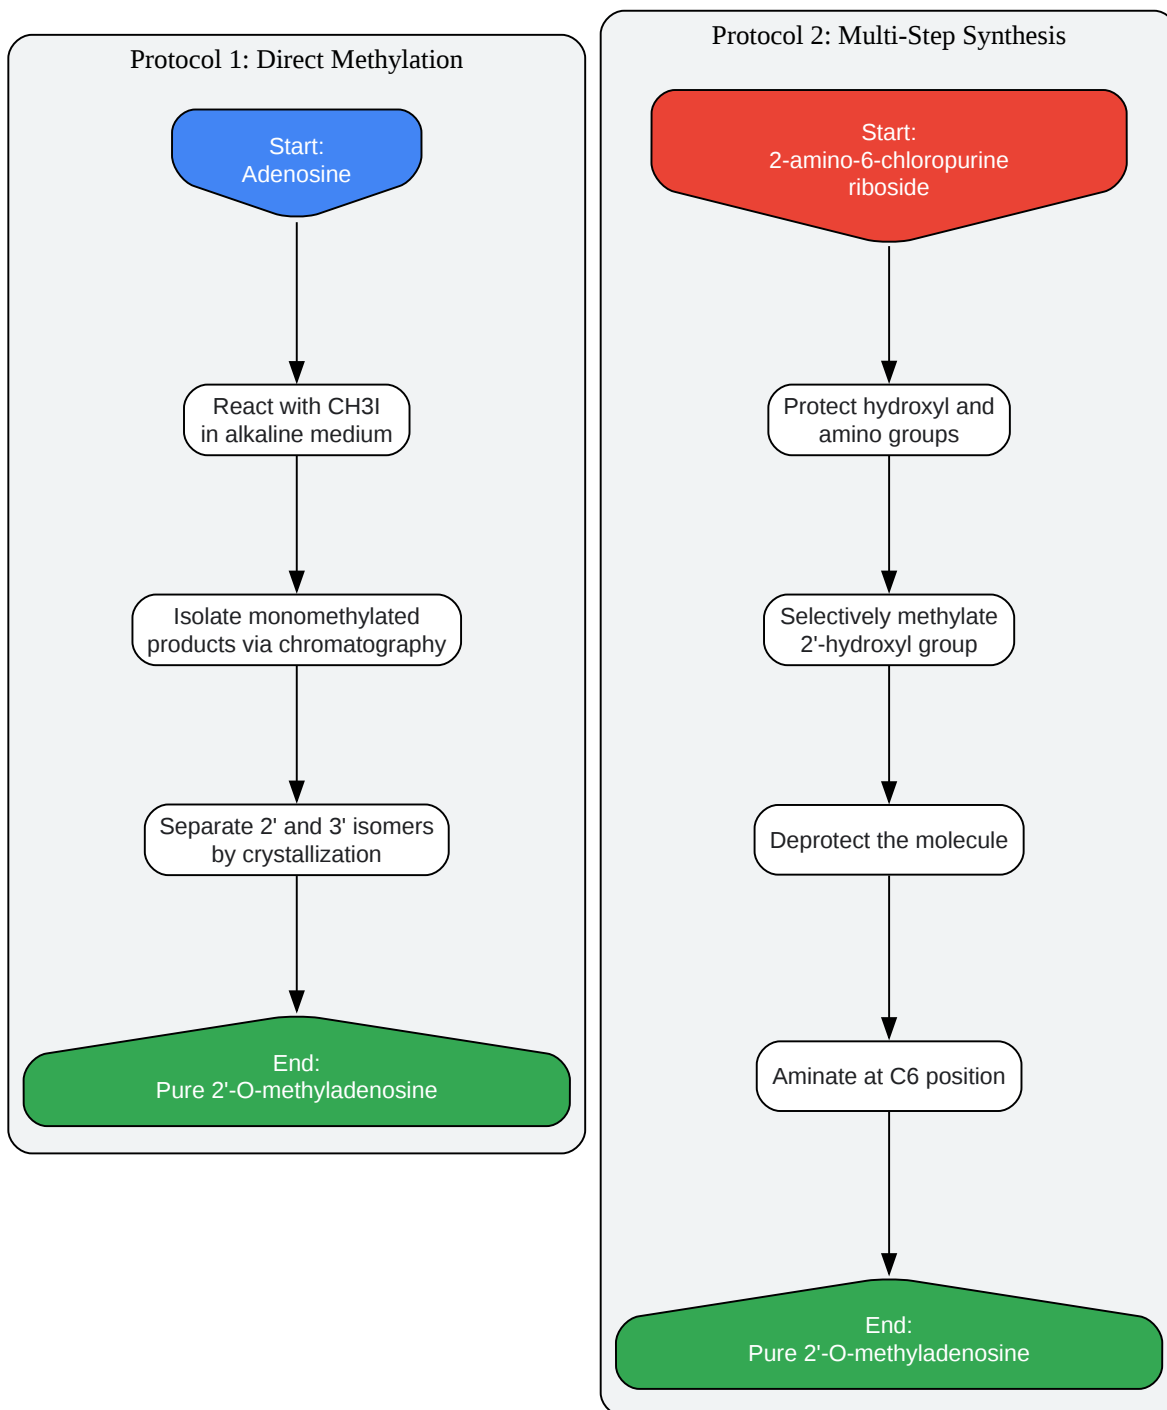 Protocol 1: Direct Methylation
Start:
Adenosine
React with CH3I
in alkaline medium
Isolate monomethylated
products via chromatography
Separate 2' and 3' isomers
by crystallization
End:
Pure 2'-O-methyladenosine
Protocol 2: Multi-Step Synthesis
Start:
2-amino-6-chloropurine
riboside
Protect hydroxyl and
amino groups
Selectively methylate
2'-hydroxyl group
Deprotect the molecule
Aminate at C6 position
End:
Pure 2'-O-methyladenosine